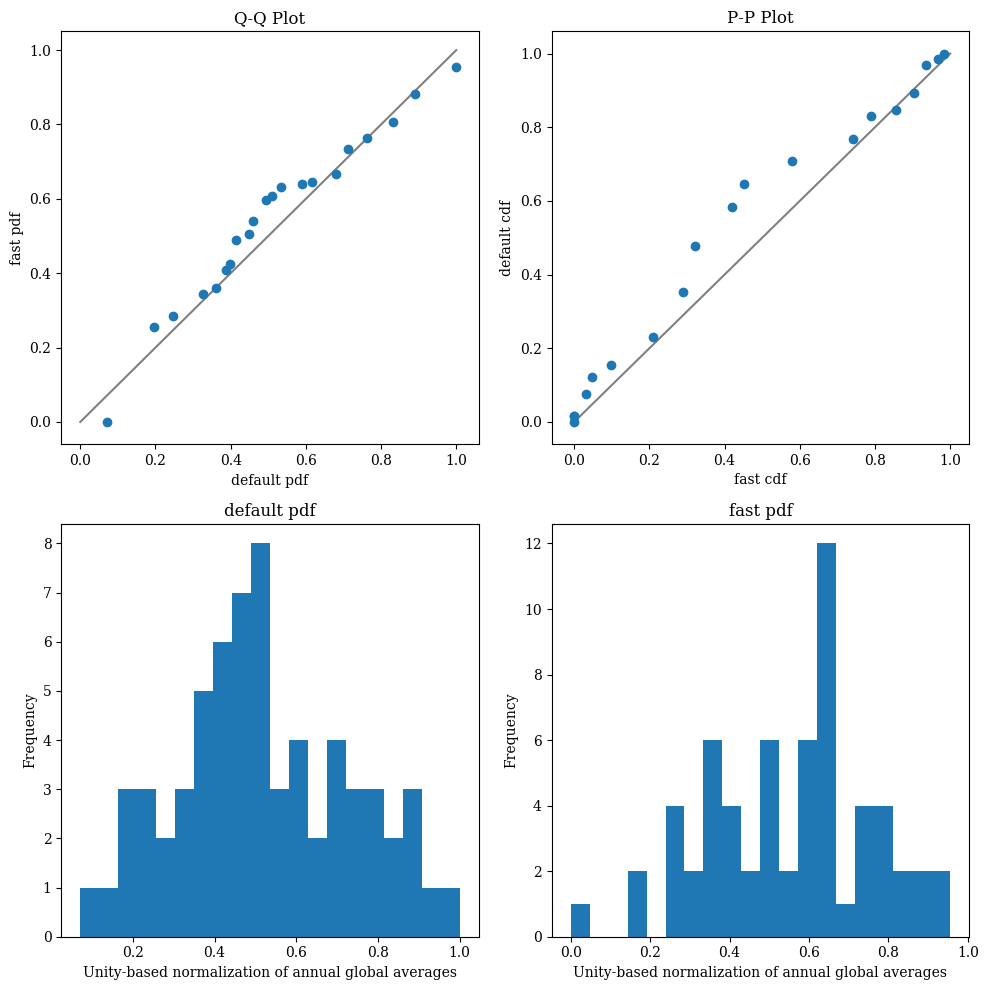 Q-Q Plot
1.0
0.8
0.6
0.4
0.2
0.0
fast pdf
0.0 0.2 0.4 0.6 0.8 1.0
default pdf
P-P Plot
1.0
0.8
0.6
0.4
0.2
0.0
default cdf
0.0 0.2 0.4 0.6 0.8 1.0
fast cdf
default pdf
8
7
6
5
4
3
2
1
0
Frequency
0.2 0.4 0.6 0.8 1.0
Unity-based normalization of annual global averages
fast pdf
12
10
8
6
4
2
0
Frequency
0.0 0.2 0.4 0.6 0.8 1.0
Unity-based normalization of annual global averages